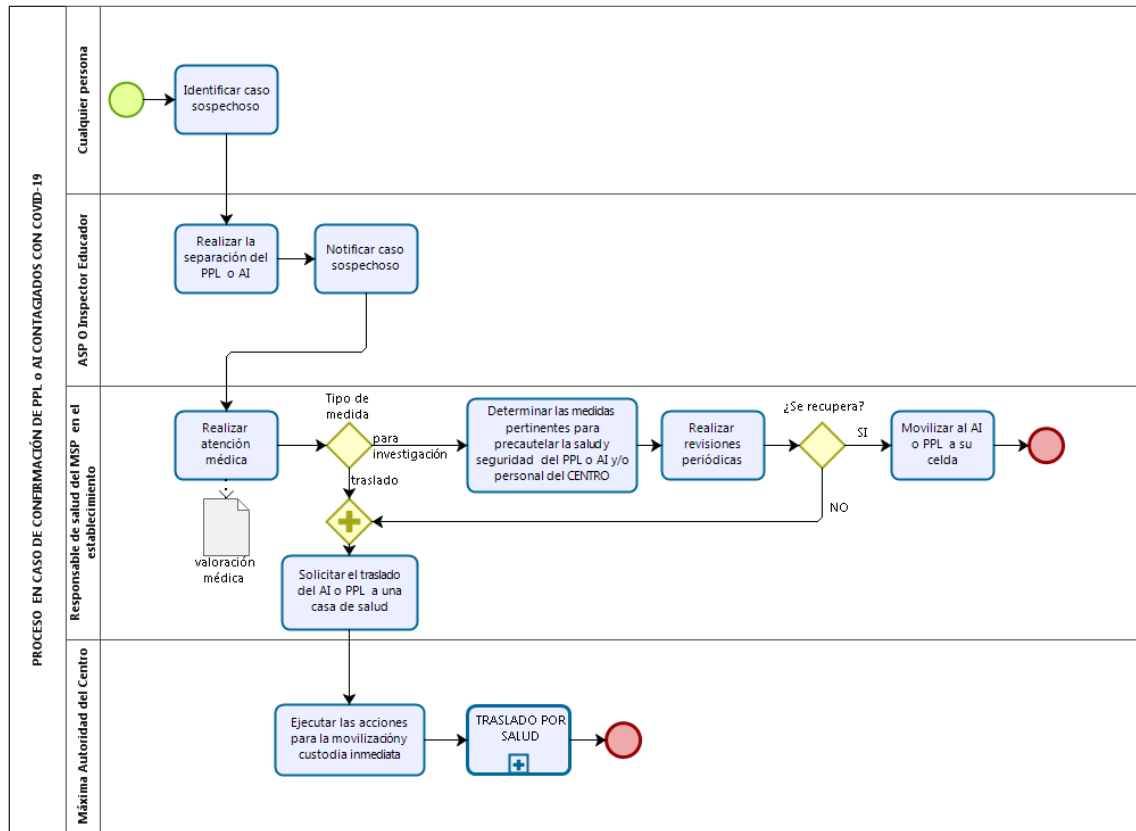 PROCESO EN CASO DE CONFIRMACIÓN DE PPL o AI CONTAGIADOS CON COVID-19
Cualquier persona
Identificar caso
sospechoso
ASP O Inspector Educador
Realizar la
separación del
PPL o AI
Notificar caso
sospechoso
Responsable de salud del MSP en el
establecimiento
Realizar
atención
médica
valoración
médica
Tipo de
medida
para
investigación
traslado
Determinar las medidas
pertinentes para
precautelar la salud y
seguridad del PPL o AI y/o
personal del CENTRO
Realizar
revisiones
periódicas
¿Se recupera?
SI
NO
Movilizar al AI
o PPL a su
celda
Solicitar el traslado
del AI o PPL a una
casa de salud
Máxima Autoridad del Centro
Ejecutar las acciones
para la movilizacióny
custodia inmediata
TRASLADO POR
SALUD